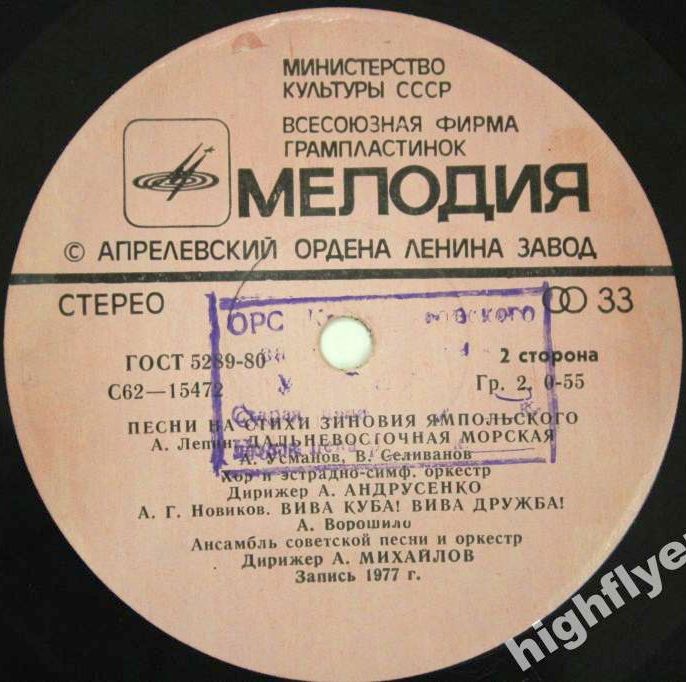 МИНИСТЕРСТВО
КУЛЬТУРЫ СССР
ВСЕСОЮЗНАЯ ФИРМА
ГРАМПЛАСТИНОК
МЕЛОДИЯ
© АПРЕЛЕВСКИЙ ОРДЕНА ЛЕНИНА ЗАВОД
СТЕРЕО
33
ОРС
ГОСТ 5289-80
2 сторона
С62—15472
Гр. 2, 0-55
Старая цена
ПЕСНИ НА СТИХИ ЗИНОВИЯ ЯМПОЛЬСКОГО
А. Лепин. ДАЛЬНЕВОСТОЧНАЯ МОРСКАЯ
А. Усманов, В. Селиванов
Хор и эстрадно-симф. оркестр
Дирижер А. АНДРУСЕНКО
А. Г. Новиков. ВИВА КУБА! ВИВА ДРУЖБА!
А. Ворошило
Ансамбль советской песни и оркестр
Дирижер А. МИХАЙЛОВ
Запись 1977 г.